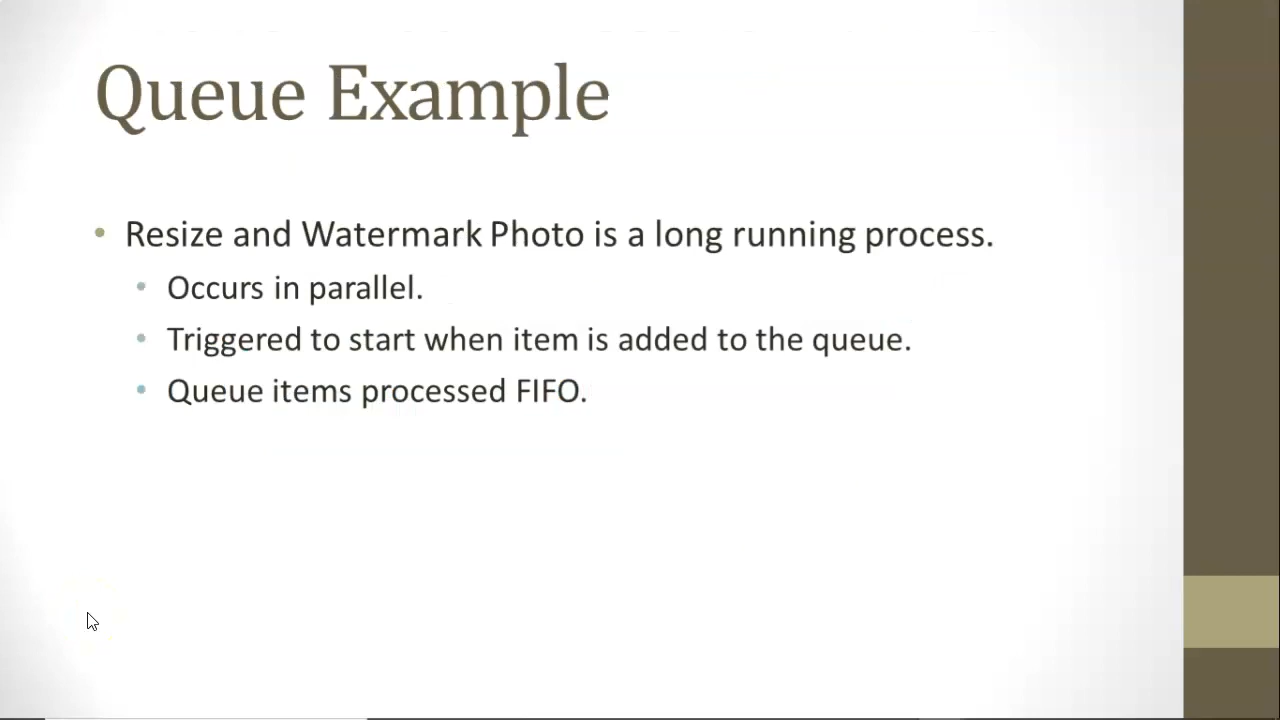 Queue Example
Resize and Watermark Photo is a long running process.
Occurs in parallel.
Triggered to start when item is added to the queue.
Queue items processed FIFO.